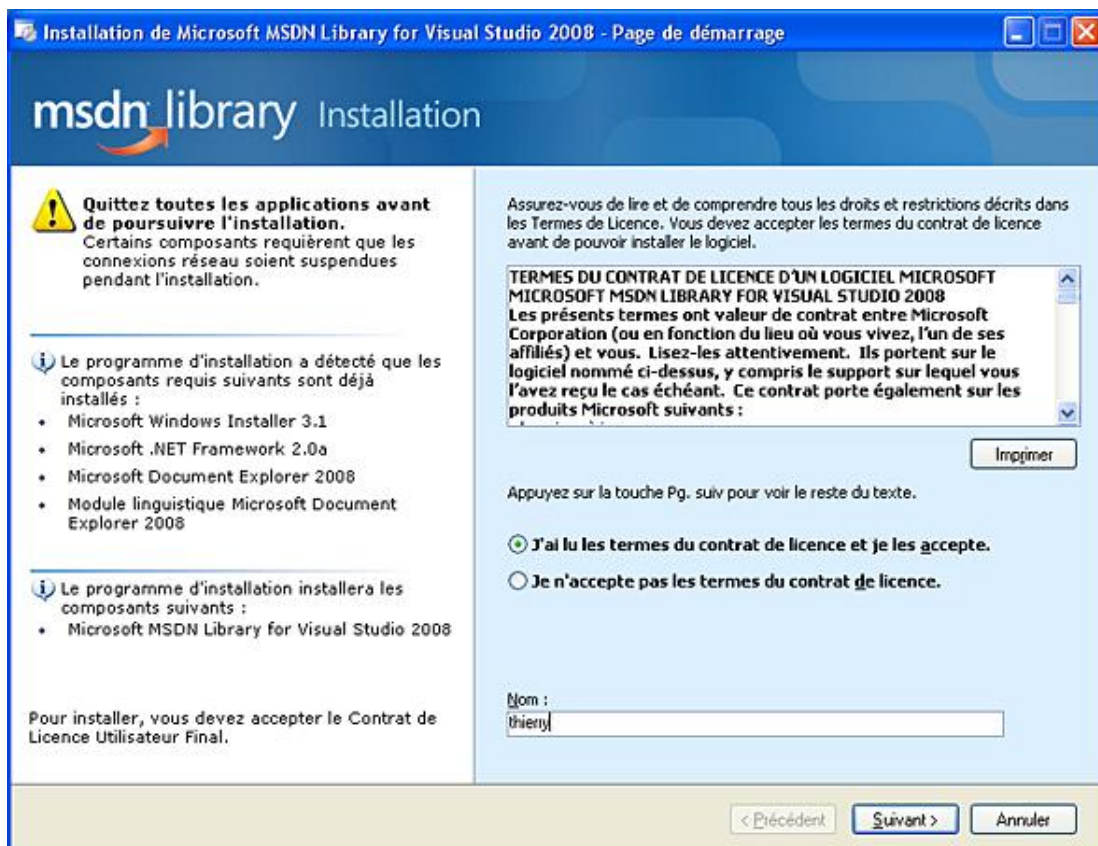 Installation de Microsoft MSDN Library for Visual Studio 2008 - Page de démarrage
msdn library Installation
Quittez toutes les applications avant
de poursuivre l'installation.
Certains composants requièrent que les
connexions réseau soient suspendues
pendant l'installation.
Le programme d'installation a détecté que les
composants requis suivants sont déjà
installés :
• Microsoft Windows Installer 3.1
• Microsoft .NET Framework 2.0a
• Microsoft Document Explorer 2008
• Module linguistique Microsoft Document
Explorer 2008
Le programme d'installation installera les
composants suivants :
• Microsoft MSDN Library for Visual Studio 2008
Pour installer, vous devez accepter le Contrat de
Licence Utilisateur Final.
Assurez-vous de lire et de comprendre tous les droits et restrictions décrits dans
les Termes de Licence. Vous devez accepter les termes du contrat de licence
avant de pouvoir installer le logiciel.
TERMES DU CONTRAT DE LICENCE D'UN LOGICIEL MICROSOFT
MICROSOFT MSDN LIBRARY FOR VISUAL STUDIO 2008
Les présents termes ont valeur de contrat entre Microsoft
Corporation (ou en fonction du lieu où vous vivez, l'un de ses
affiliés) et vous. Lisez-les attentivement. Ils portent sur le
logiciel nommé ci-dessus, y compris le support sur lequel vous
l'avez reçu le cas échéant. Ce contrat porte également sur les
produits Microsoft suivants :
Imprimer
Appuyez sur la touche Pg. suiv pour voir le reste du texte.
J'ai lu les termes du contrat de licence et je les accepte.
Je n'accepte pas les termes du contrat de licence.
Nom :
thierry
< Précédent
Suivant >
Annuler